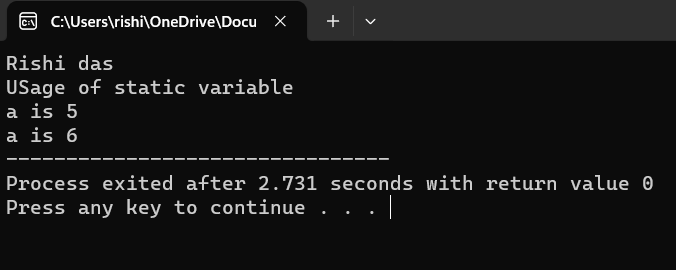 C:\Users\rishi\OneDrive\Docu
Rishi das
USage of static variable
a is 5
a is 6
--------------------------------
Process exited after 2.731 seconds with return value 0
Press any key to continue . . .